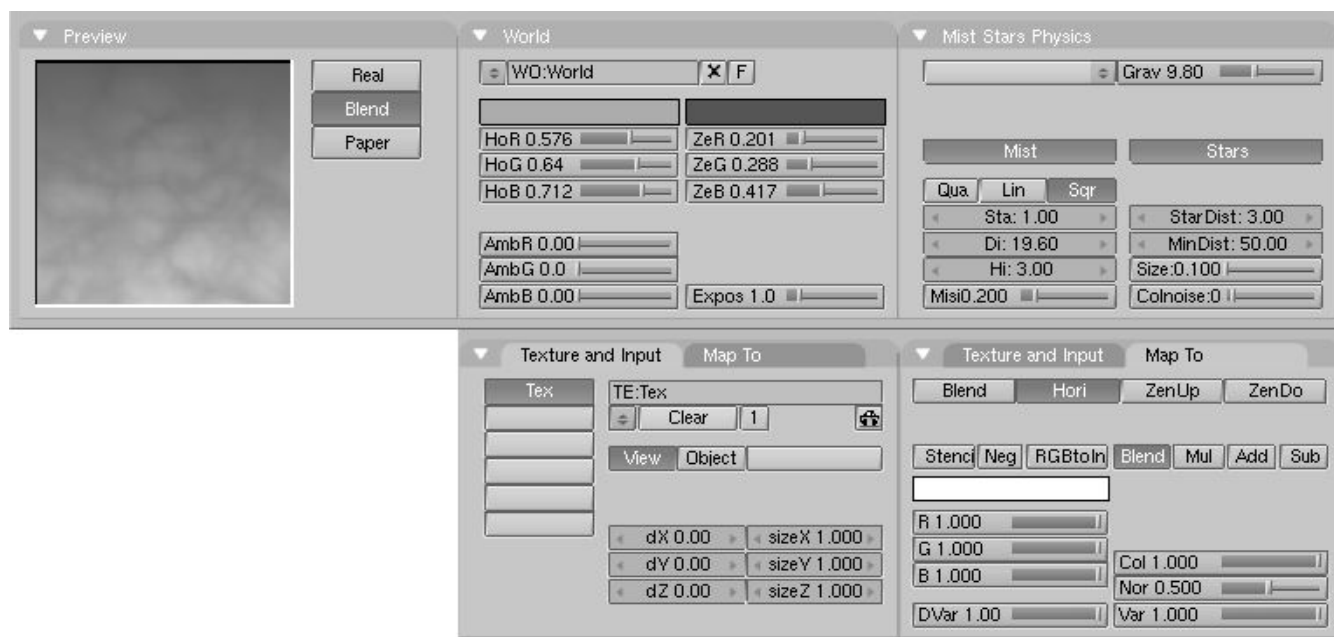 Preview
Real
Blend
Paper
World
WO:World
F
HoR 0.576
HoG 0.64
HoB 0.712
ZeR 0.201
ZeG 0.288
ZeB 0.417
AmbR 0.00
AmbG 0.0
AmbB 0.00
Expos 1.0
Mist Stars Physics
Grav 9.80
Mist
Stars
Qua Lin Sqr
Sta: 1.00
Di: 19.60
Hi: 3.00
Misi0.200
StarDist: 3.00
MinDist: 50.00
Size:0.100
Colnoise:0
Texture and Input Map To
Tex
TE:Tex
Clear 1
View Object
dX 0.00 sizeX 1.000
dY 0.00 sizeY 1.000
dZ 0.00 sizeZ 1.000
Texture and Input Map To
Blend Hori ZenUp ZenDo
Stenci Neg RGBtoIn Blend Mul Add Sub
R 1.000
G 1.000
B 1.000
DVar 1.00
Col 1.000
Nor 0.500
Var 1.000